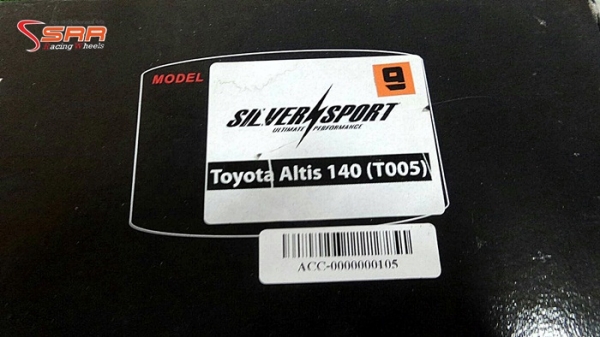 SRR
Racing Wheels
MODEL
9
SILVER SPORT
ULTIMATE PERFORMANCE
Toyota Altis 140 (T005)
ACC-0000000105